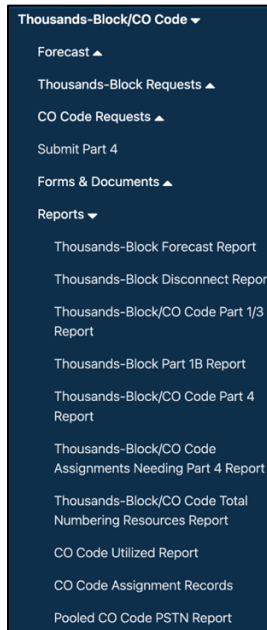 Thousands-Block/CO Code
Forecast
Thousands-Block Requests
CO Code Requests
Submit Part 4
Forms & Documents
Reports
Thousands-Block Forecast Report
Thousands-Block Disconnect Repor
Thousands-Block/CO Code Part 1/3
Report
Thousands-Block Part 1B Report
Thousands-Block/CO Code Part 4
Report
Thousands-Block/CO Code
Assignments Needing Part 4 Report
Thousands-Block/CO Code Total
Numbering Resources Report
CO Code Utilized Report
CO Code Assignment Records
Pooled CO Code PSTN Report